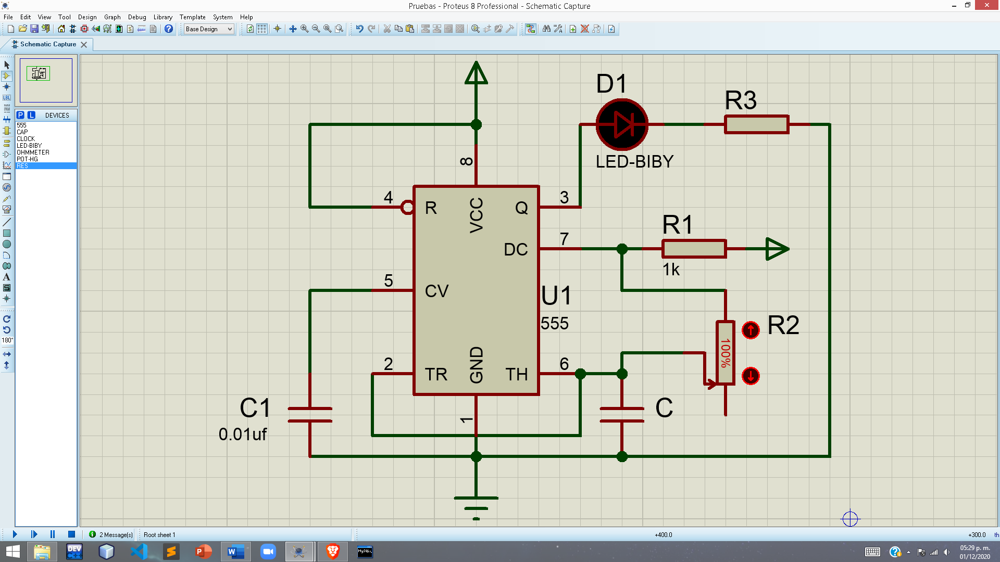 Pruebas - Proteus 8 Professional - Schematic Capture
File Edit View Tool Design Graph Debug Library Template System Help
Base Design
Schematic Capture
P L DEVICES
555
CAP
CLOCK
LED-BIBY
OHMMETER
POT-HG
RES
LBL
A
S
180°
D1
LED-BIBY
R3
8
4
R
VCC
Q
3
DC
7
R1
1k
5
CV
U1
555
R2
100%
2
TR
GND
TH
6
C1
0.01uf
1
C
2 Message(s)
Root sheet 1
+400.0
+300.0
th
DEV
C++
P
W
MySQL
05:29 p. m.
01/12/2020